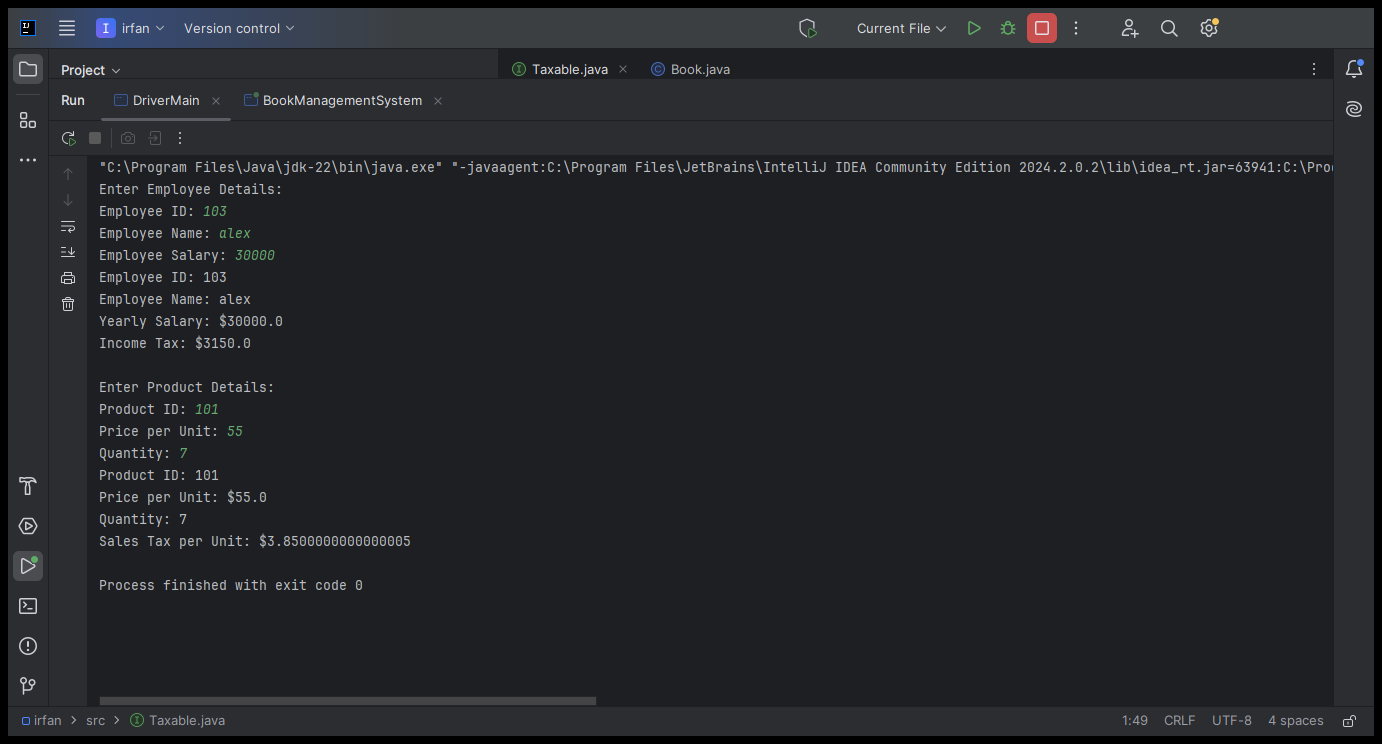 I irfan Version control Current File
Project Taxable.java Book.java
Run DriverMain BookManagementSystem
"C:\Program Files\Java\jdk-22\bin\java.exe" "-javaagent:C:\Program Files\JetBrains\IntelliJ IDEA Community Edition 2024.2.0.2\lib\idea_rt.jar=63941:C:\Pro
Enter Employee Details:
Employee ID: 103
Employee Name: alex
Employee Salary: 30000
Employee ID: 103
Employee Name: alex
Yearly Salary: $30000.0
Income Tax: $3150.0
Enter Product Details:
Product ID: 101
Price per Unit: 55
Quantity: 7
Product ID: 101
Price per Unit: $55.0
Quantity: 7
Sales Tax per Unit: $3.8500000000000005
Process finished with exit code 0
irfan > src > Taxable.java 1:49 CRLF UTF-8 4 spaces